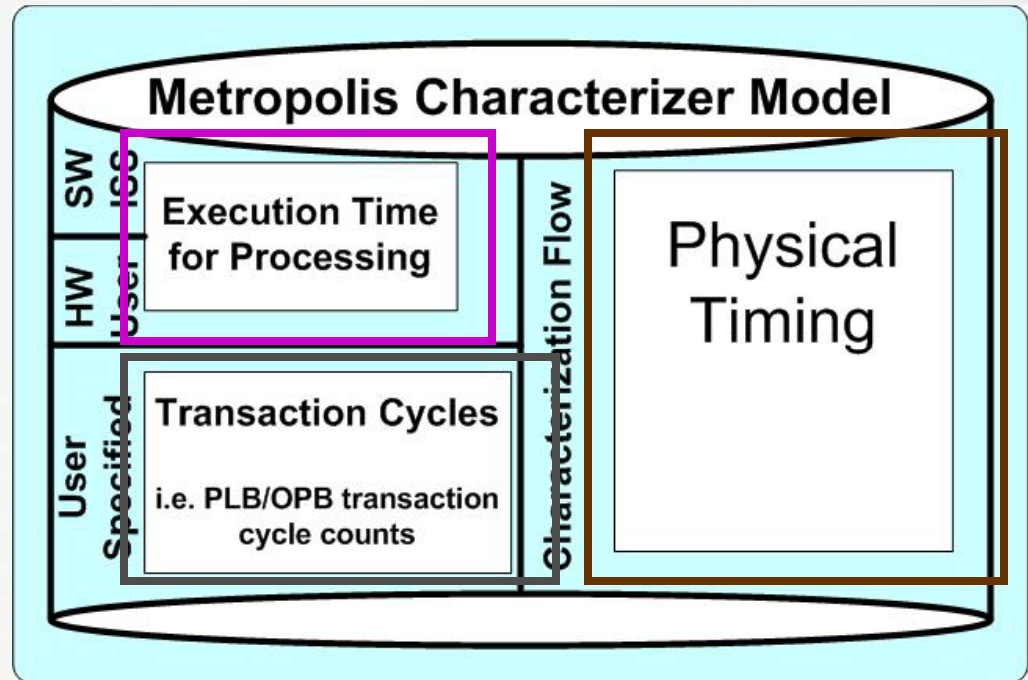 Metropolis Characterizer Model
SW
ISS
HW
User
Execution Time
for Processing
User
Specified
Transaction Cycles
i.e. PLB/OPB transaction
cycle counts
Characterization Flow
Physical
Timing